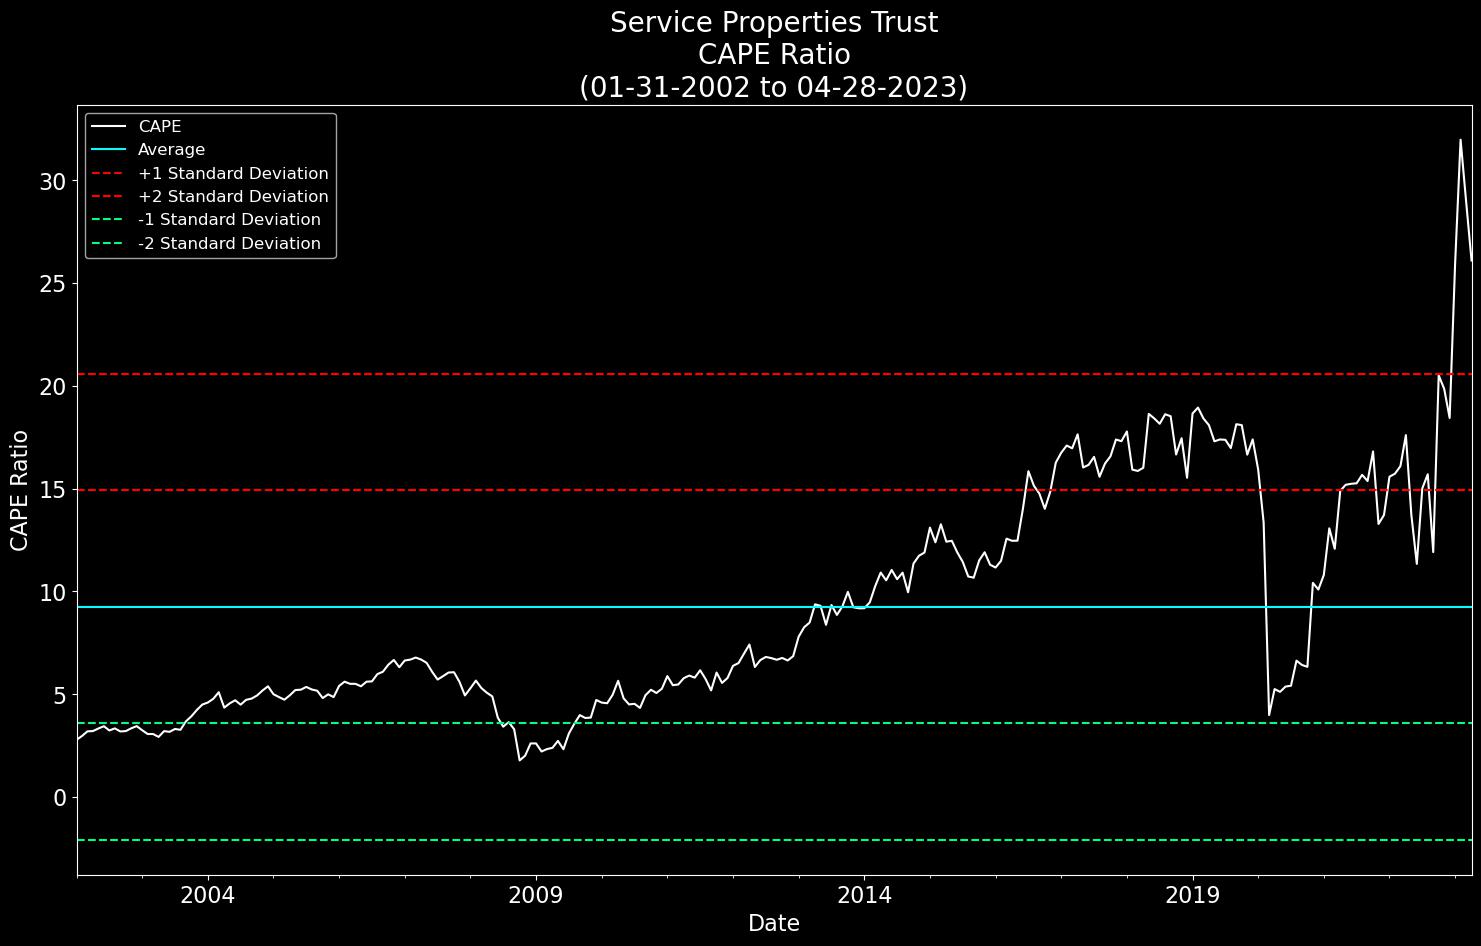 Service Properties Trust
CAPE Ratio
(01-31-2002 to 04-28-2023)
CAPE
Average
+1 Standard Deviation
+2 Standard Deviation
-1 Standard Deviation
-2 Standard Deviation
30
25
20
15
10
5
0
CAPE Ratio
2004 2009 2014 2019
Date